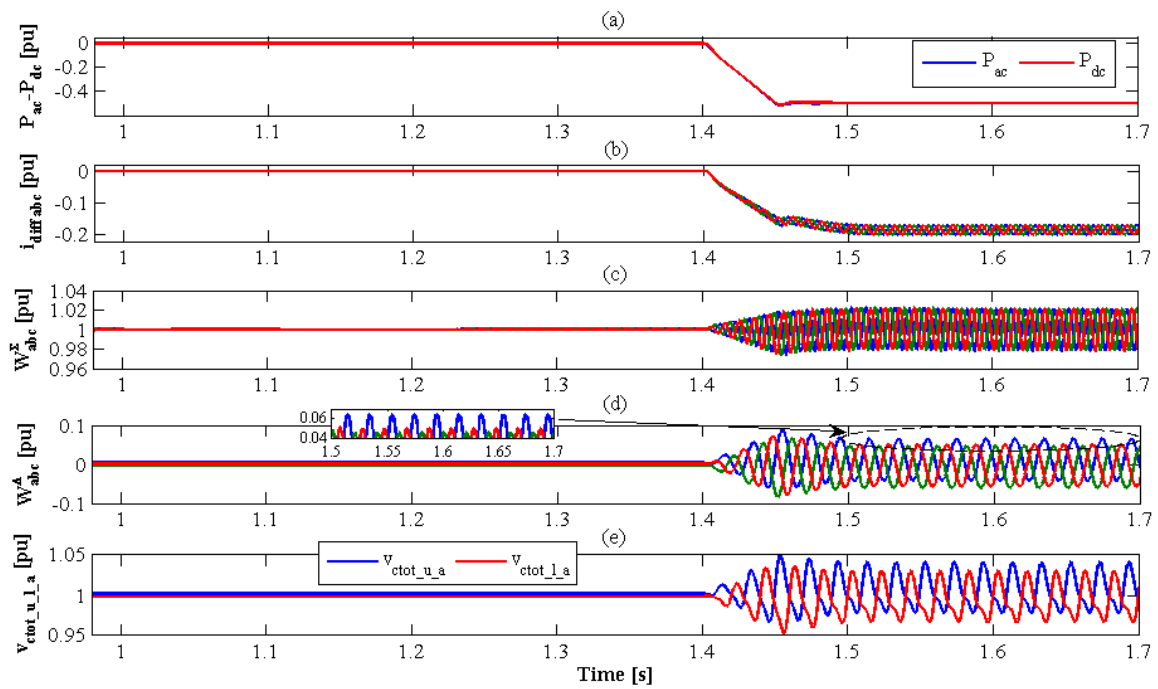 (a)
P_ac-P_dc [pu]
0
-0.2
-0.4
P_ac P_dc
1 1.1 1.2 1.3 1.4 1.5 1.6 1.7
(b)
i_diffabc [pu]
0
-0.1
-0.2
1 1.1 1.2 1.3 1.4 1.5 1.6 1.7
(c)
W^Σ_abc [pu]
1.04
1.02
1
0.98
0.96
1 1.1 1.2 1.3 1.4 1.5 1.6 1.7
(d)
W^Δ_abc [pu]
0.1
0
-0.1
0.06
0.04
1.5 1.55 1.6 1.65 1.7
1 1.1 1.2 1.3 1.4 1.5 1.6 1.7
(e)
v_ctot_u_l_a [pu]
1.05
1
0.95
v_ctot_u_a v_ctot_l_a
1 1.1 1.2 1.3 1.4 1.5 1.6 1.7
Time [s]